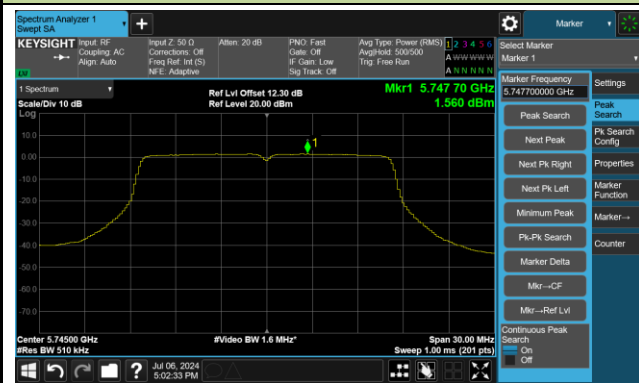 Spectrum Analyzer 1
Swept SA
+
Marker
KEYSIGHT
Input: RF
Coupling: AC
Align: Auto
Input Z: 50 Ω
Corrections: Off
Freq Ref: Int (S)
NFE: Adaptive
Atten: 20 dB
PNO: Fast
Gate: Off
IF Gain: Low
Sig Track: Off
Avg Type: Power (RMS)
Avg|Hold: 500/500
Trig: Free Run
1 2 3 4 5 6
A W W W W W
A N N N N N
LVI
Select Marker
Marker 1
1 Spectrum
Scale/Div 10 dB
Log
Ref Lvl Offset 12.30 dB
Ref Level 20.00 dBm
Mkr1 5.747 70 GHz
1.560 dBm
1
10.0
0.00
-10.0
-20.0
-30.0
-40.0
-50.0
-60.0
-70.0
Center 5.74500 GHz
#Res BW 510 kHz
#Video BW 1.6 MHz*
Span 30.00 MHz
Sweep 1.00 ms (201 pts)
Marker Frequency
5.747700000 GHz
Peak Search
Next Peak
Next Pk Right
Next Pk Left
Minimum Peak
Pk-Pk Search
Marker Delta
Mkr→CF
Mkr→Ref Lvl
Continuous Peak
Search
On
Off
Settings
Peak
Search
Pk Search
Config
Properties
Marker
Function
Marker→
Counter
?
Jul 06, 2024
5:02:33 PM